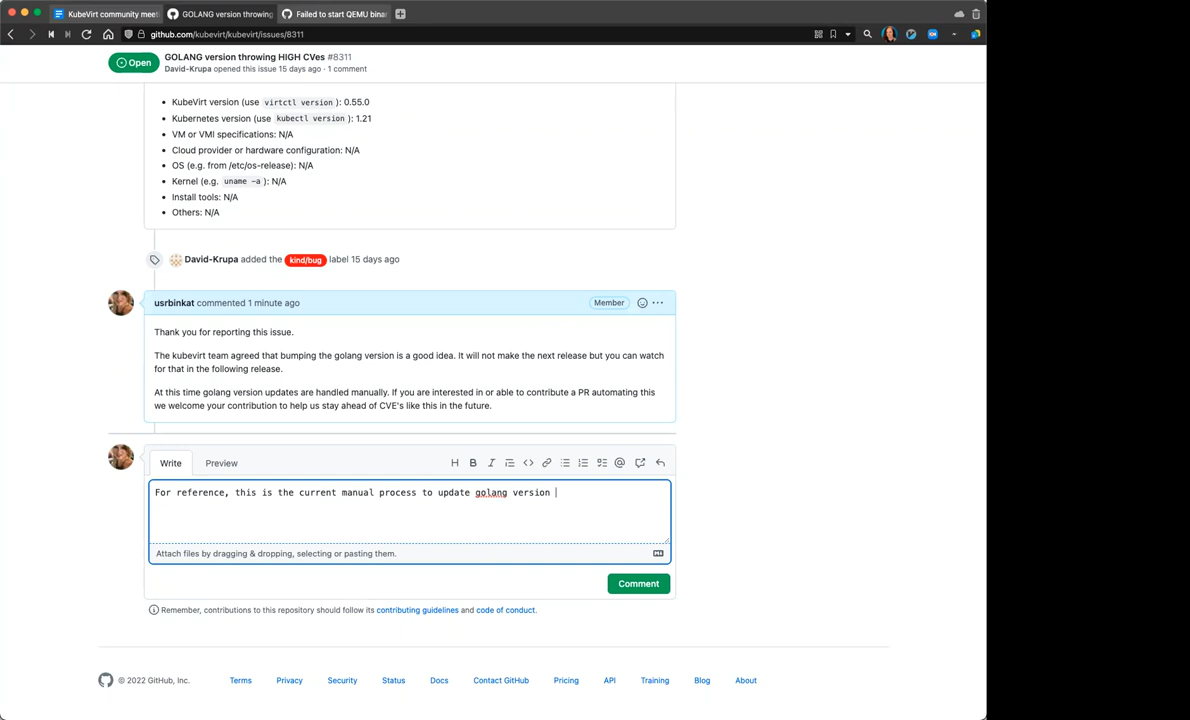 KubeVirt community meet
GOLANG version throwing
Failed to start QEMU binar
github.com/kubevirt/kubevirt/issues/8311
Open
GOLANG version throwing HIGH CVes #8311
David-Krupa opened this issue 15 days ago · 1 comment
• KubeVirt version (use virtctl version ): 0.55.0
• Kubernetes version (use kubectl version ): 1.21
• VM or VMI specifications: N/A
• Cloud provider or hardware configuration: N/A
• OS (e.g. from /etc/os-release): N/A
• Kernel (e.g. uname -a ): N/A
• Install tools: N/A
• Others: N/A
David-Krupa added the kind/bug label 15 days ago
usrbinkat commented 1 minute ago
Member
Thank you for reporting this issue.
The kubevirt team agreed that bumping the golang version is a good idea. It will not make the next release but you can watch
for that in the following release.
At this time golang version updates are handled manually. If you are interested in or able to contribute a PR automating this
we welcome your contribution to help us stay ahead of CVE's like this in the future.
Write
Preview
For reference, this is the current manual process to update golang version
Attach files by dragging & dropping, selecting or pasting them.
Comment
Remember, contributions to this repository should follow its contributing guidelines and code of conduct.
© 2022 GitHub, Inc.
Terms
Privacy
Security
Status
Docs
Contact GitHub
Pricing
API
Training
Blog
About